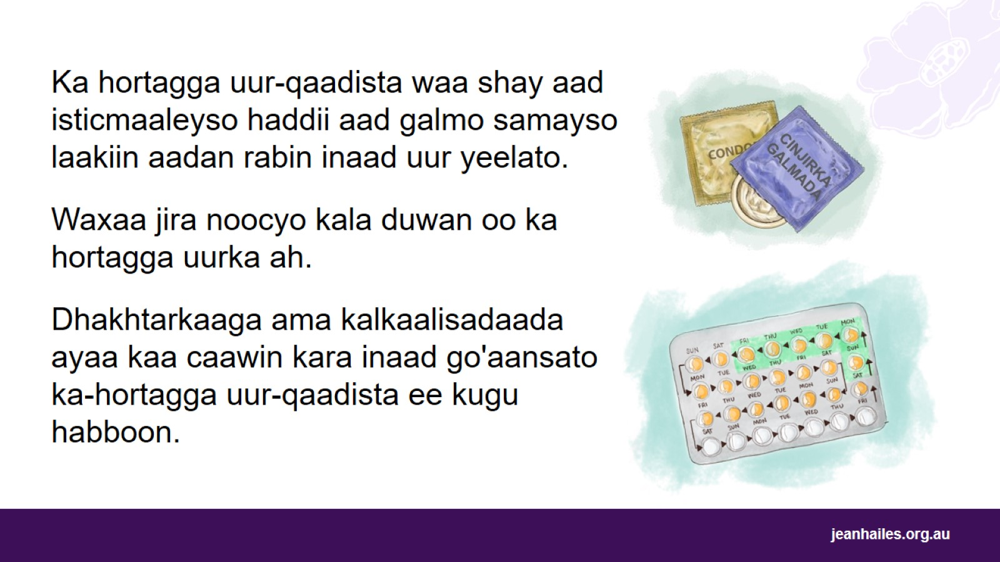 Ka hortagga uur-qaadista waa shay aad
isticmaaleyso haddii aad galmo samayso
laakiin aadan rabin inaad uur yeelato.
Waxaa jira noocyo kala duwan oo ka
hortagga uurka ah.
Dhakhtarkaaga ama kalkaalisadaada
ayaa kaa caawin kara inaad go'aansato
ka-hortagga uur-qaadista ee kugu
habboon.
CONDO
CINJIRKA
GALMADA
SUN SAT FRI THU WED TUE MON
MON TUE WED THU FRI SAT SUN
FRI THU WED TUE MON SUN SAT
SAT SUN MON TUE WED THU FRI
jeanhailes.org.au